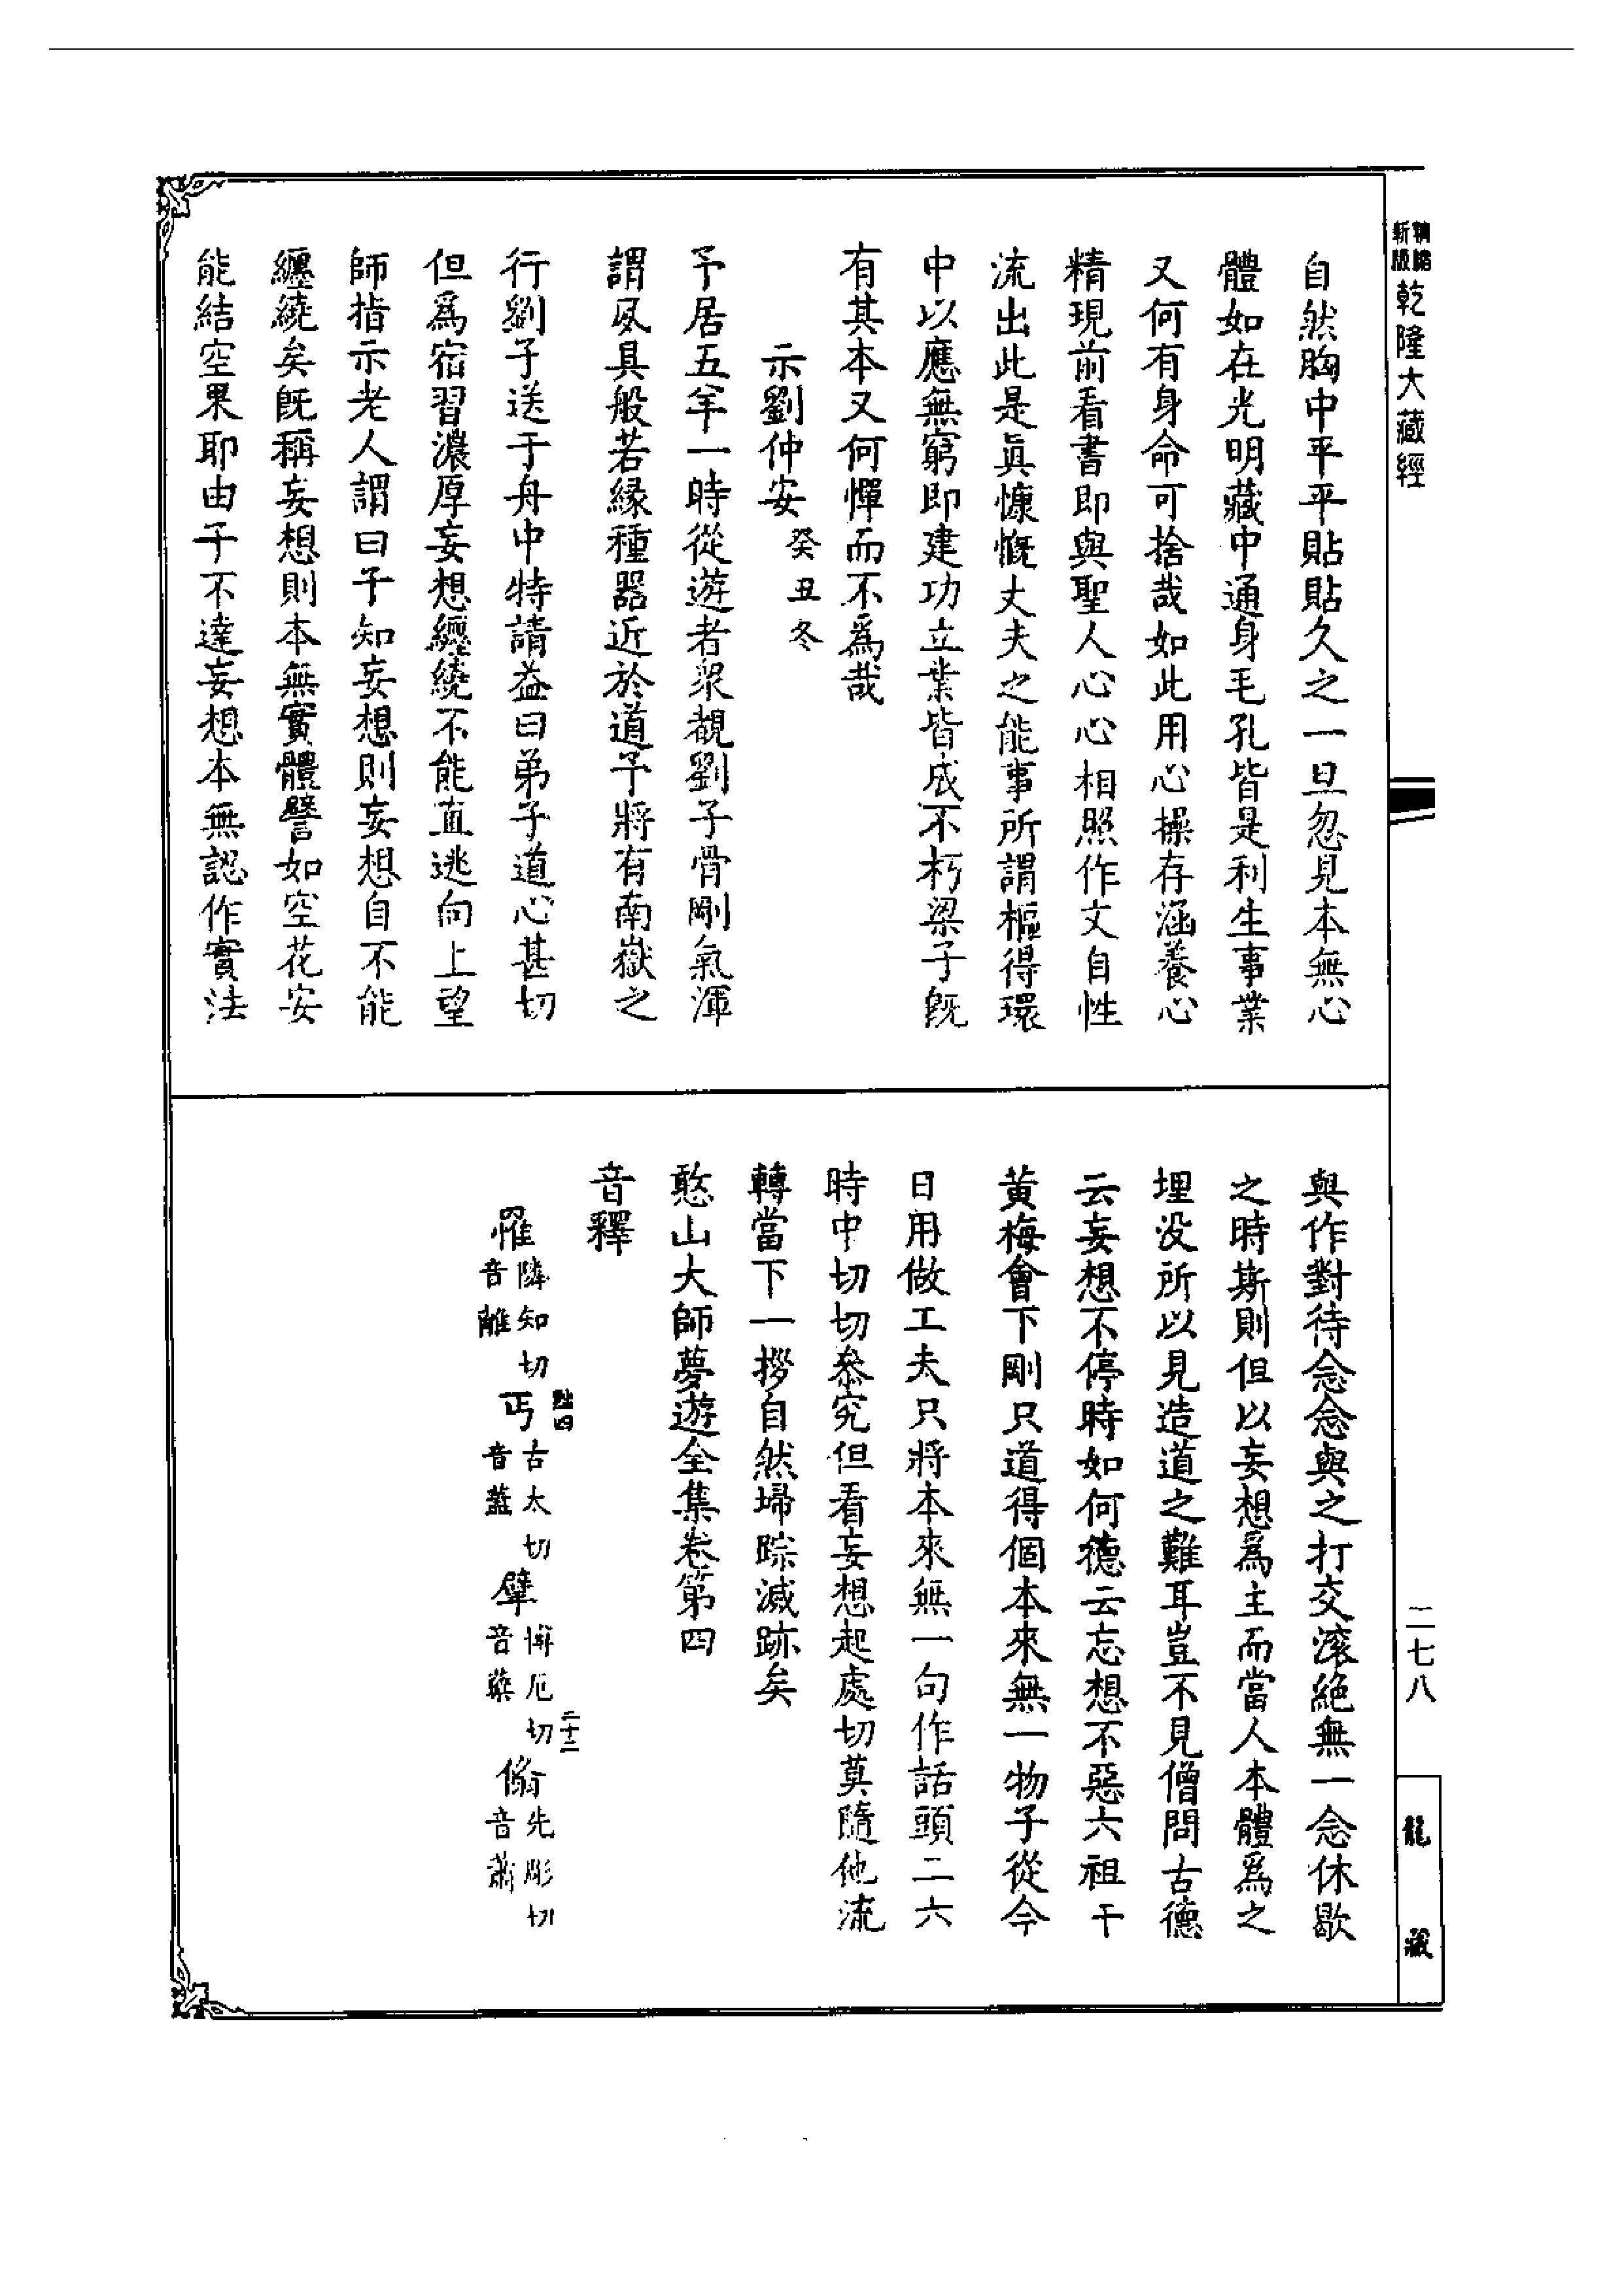 自然胸中平平貼貼久之一旦忽見本無心
體如在光明藏中通身毛孔皆是利生事業
又何有身命可捨哉如此用心操存涵養心
精現前看書即與聖人心心相照作文自性
流出此是眞慷慨丈夫之能事所謂樞得環
中以應無窮即建功立業皆成不朽梁子旣
有其本又何憚而不爲哉
示劉仲安 癸丑冬
予居五羊一時從遊者衆覩劉子骨剛氣渾
謂夙具般若緣種器近於道予將有南嶽之
行劉子送于舟中特請益曰弟子道心甚切
但爲宿習濃厚妄想纏繞不能直逃向上望
師指示老人謂曰子知妄想則妄想自不能
纏繞矣旣稱妄想則本無實體譬如空花安
能結空果耶由子不達妄想本無認作實法
與作對待念念與之打交滚絕無一念休歇
之時斯則但以妄想爲主而當人本體爲之
埋没所以見造道之難耳豈不見僧問古德
云妄想不停時如何德云忘想不惡六祖于
黄梅會下剛只道得個本來無一物子從今
日用做工夫只將本來無一句作話頭二六
時中切切叅究但看妄想起處切莫隨他流
轉當下一拶自然埽踪滅跡矣
憨山大師夢遊全集卷第四
音釋
慛 隣知切 音離 丐 古太切 音蓋 擘 博厄切 音蘗 翛 先彫切 音蕭
二十二
新版 精縮 乾隆大藏經
二七八
龍藏